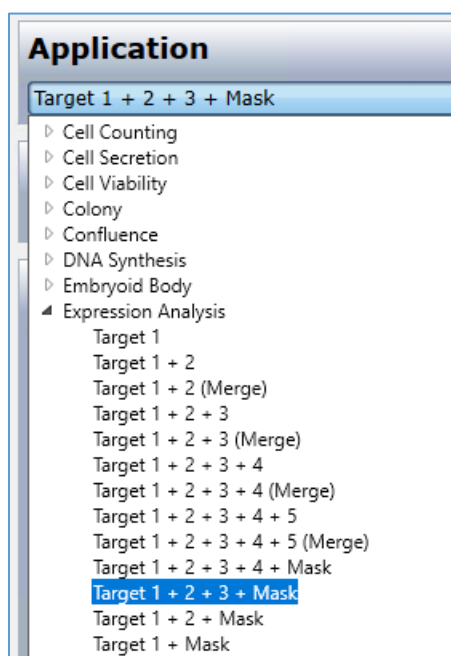 Application
Target 1 + 2 + 3 + Mask
Cell Counting
Cell Secretion
Cell Viability
Colony
Confluence
DNA Synthesis
Embryoid Body
Expression Analysis
Target 1
Target 1 + 2
Target 1 + 2 (Merge)
Target 1 + 2 + 3
Target 1 + 2 + 3 (Merge)
Target 1 + 2 + 3 + 4
Target 1 + 2 + 3 + 4 (Merge)
Target 1 + 2 + 3 + 4 + 5
Target 1 + 2 + 3 + 4 + 5 (Merge)
Target 1 + 2 + 3 + 4 + Mask
Target 1 + 2 + 3 + Mask
Target 1 + 2 + Mask
Target 1 + Mask